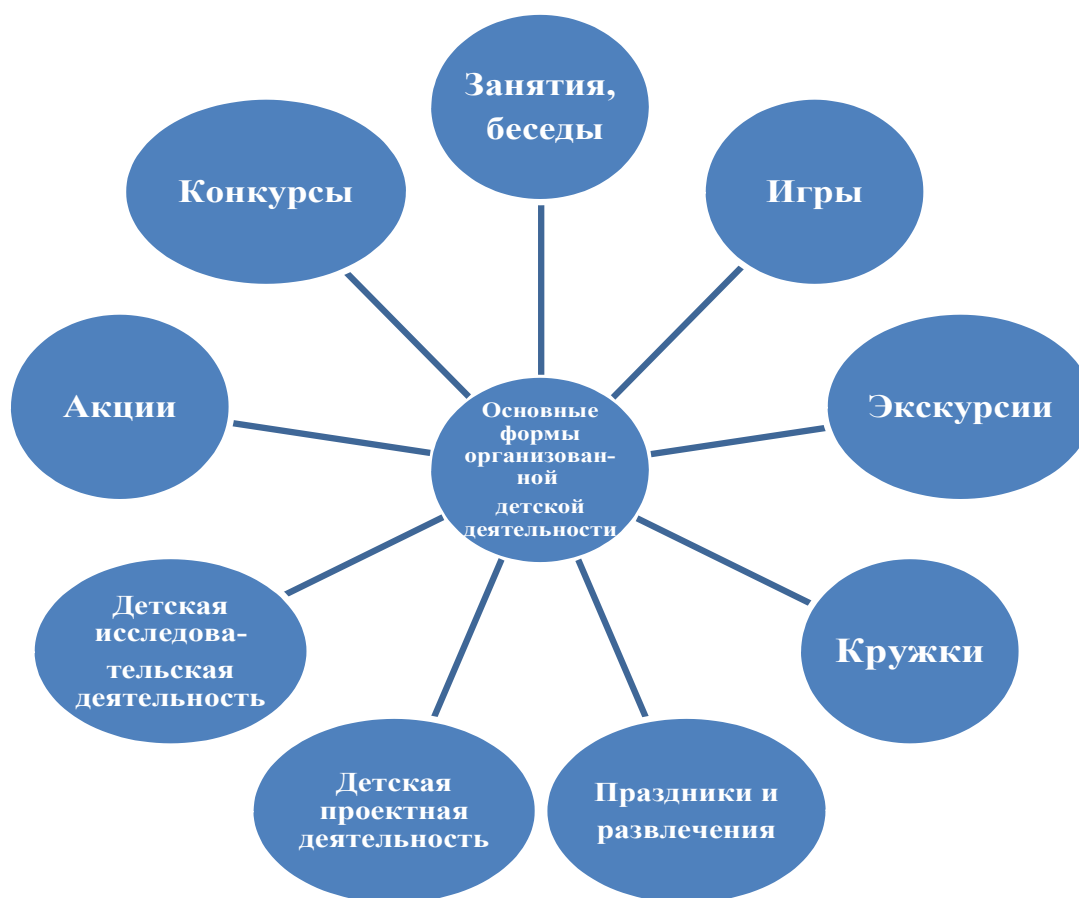 Занятия,
беседы
Игры
Экскурсии
Кружки
Праздники и
развлечения
Детская
проектная
деятельность
Детская
исследова-
тельская
деятельность
Акции
Конкурсы
Основные
формы
организован-
ной
детской
деятельности